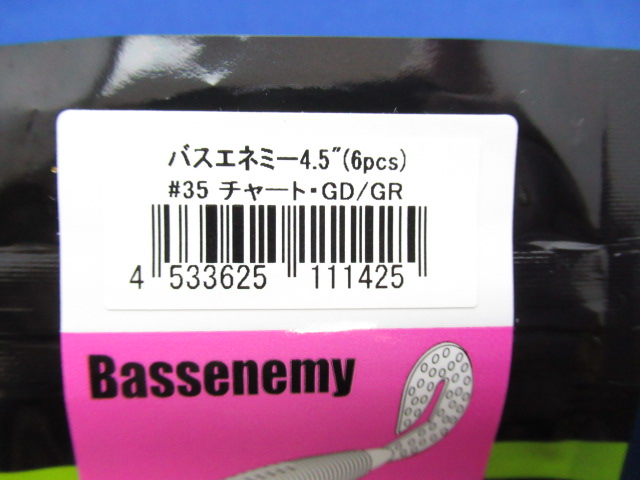 バスエネミー4.5"(6pcs)
#35 チャート・GD/GR
4 533625 111425
Bassenemy